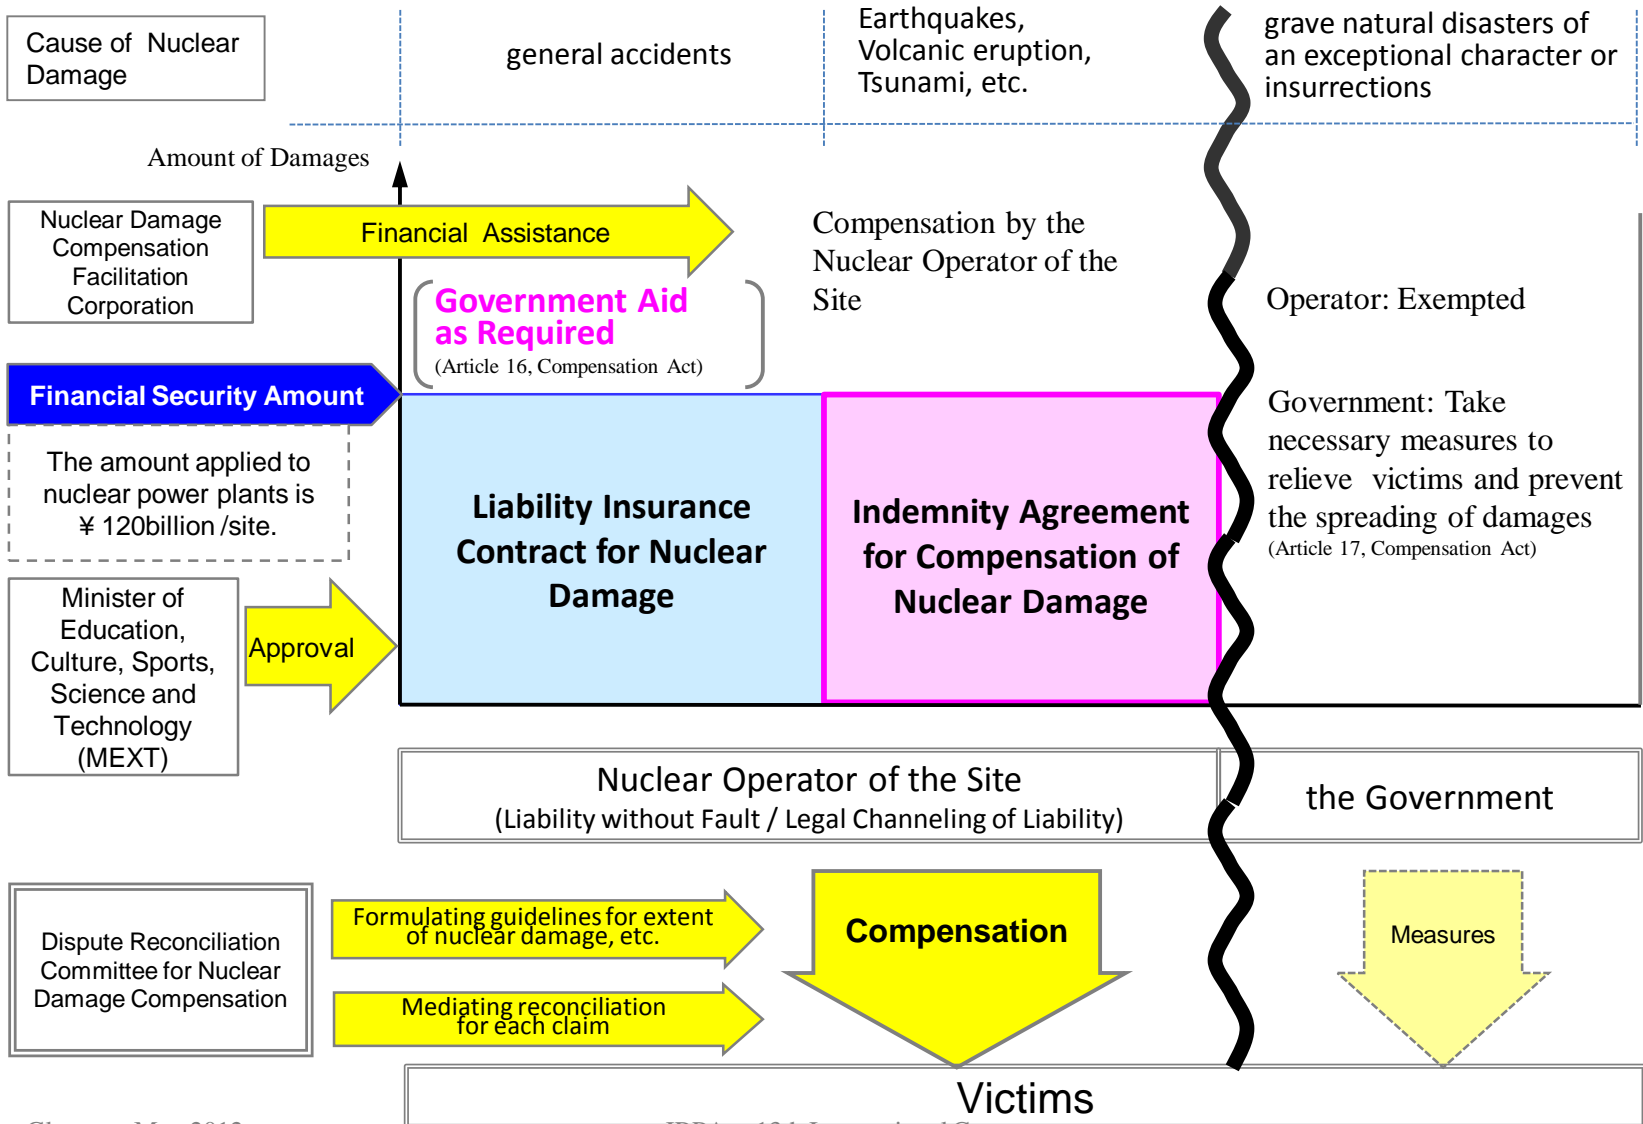 Cause of Nuclear
Damage
general accidents
Earthquakes,
Volcanic eruption,
Tsunami, etc.
grave natural disasters of
an exceptional character or
insurrections
Amount of Damages
Nuclear Damage
Compensation
Facilitation
Corporation
Financial Assistance
Government Aid
as Required
(Article 16, Compensation Act)
Compensation by the
Nuclear Operator of the
Site
Operator: Exempted
Financial Security Amount
The amount applied to
nuclear power plants is
¥ 120billion /site.
Liability Insurance
Contract for Nuclear
Damage
Indemnity Agreement
for Compensation of
Nuclear Damage
Government: Take
necessary measures to
relieve victims and prevent
the spreading of damages
(Article 17, Compensation Act)
Minister of
Education,
Culture, Sports,
Science and
Technology
(MEXT)
Approval
Nuclear Operator of the Site
(Liability without Fault / Legal Channeling of Liability)
the Government
Dispute Reconciliation
Committee for Nuclear
Damage Compensation
Formulating guidelines for extent
of nuclear damage, etc.
Mediating reconciliation
for each claim
Compensation
Measures
Victims